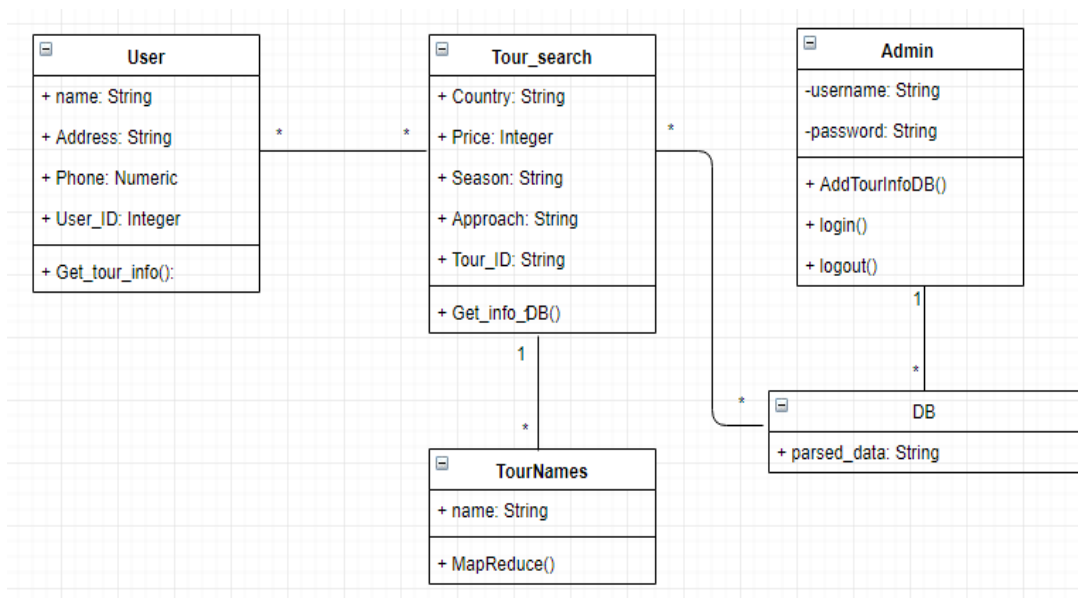 User
+ name: String
+ Address: String
+ Phone: Numeric
+ User_ID: Integer
+ Get_tour_info():
*
*
Tour_search
+ Country: String
+ Price: Integer
+ Season: String
+ Approach: String
+ Tour_ID: String
+ Get_info_DB()
1
*
TourNames
+ name: String
+ MapReduce()
*
*
Admin
-username: String
-password: String
+ AddTourInfoDB()
+ login()
+ logout()
1
*
DB
+ parsed_data: String